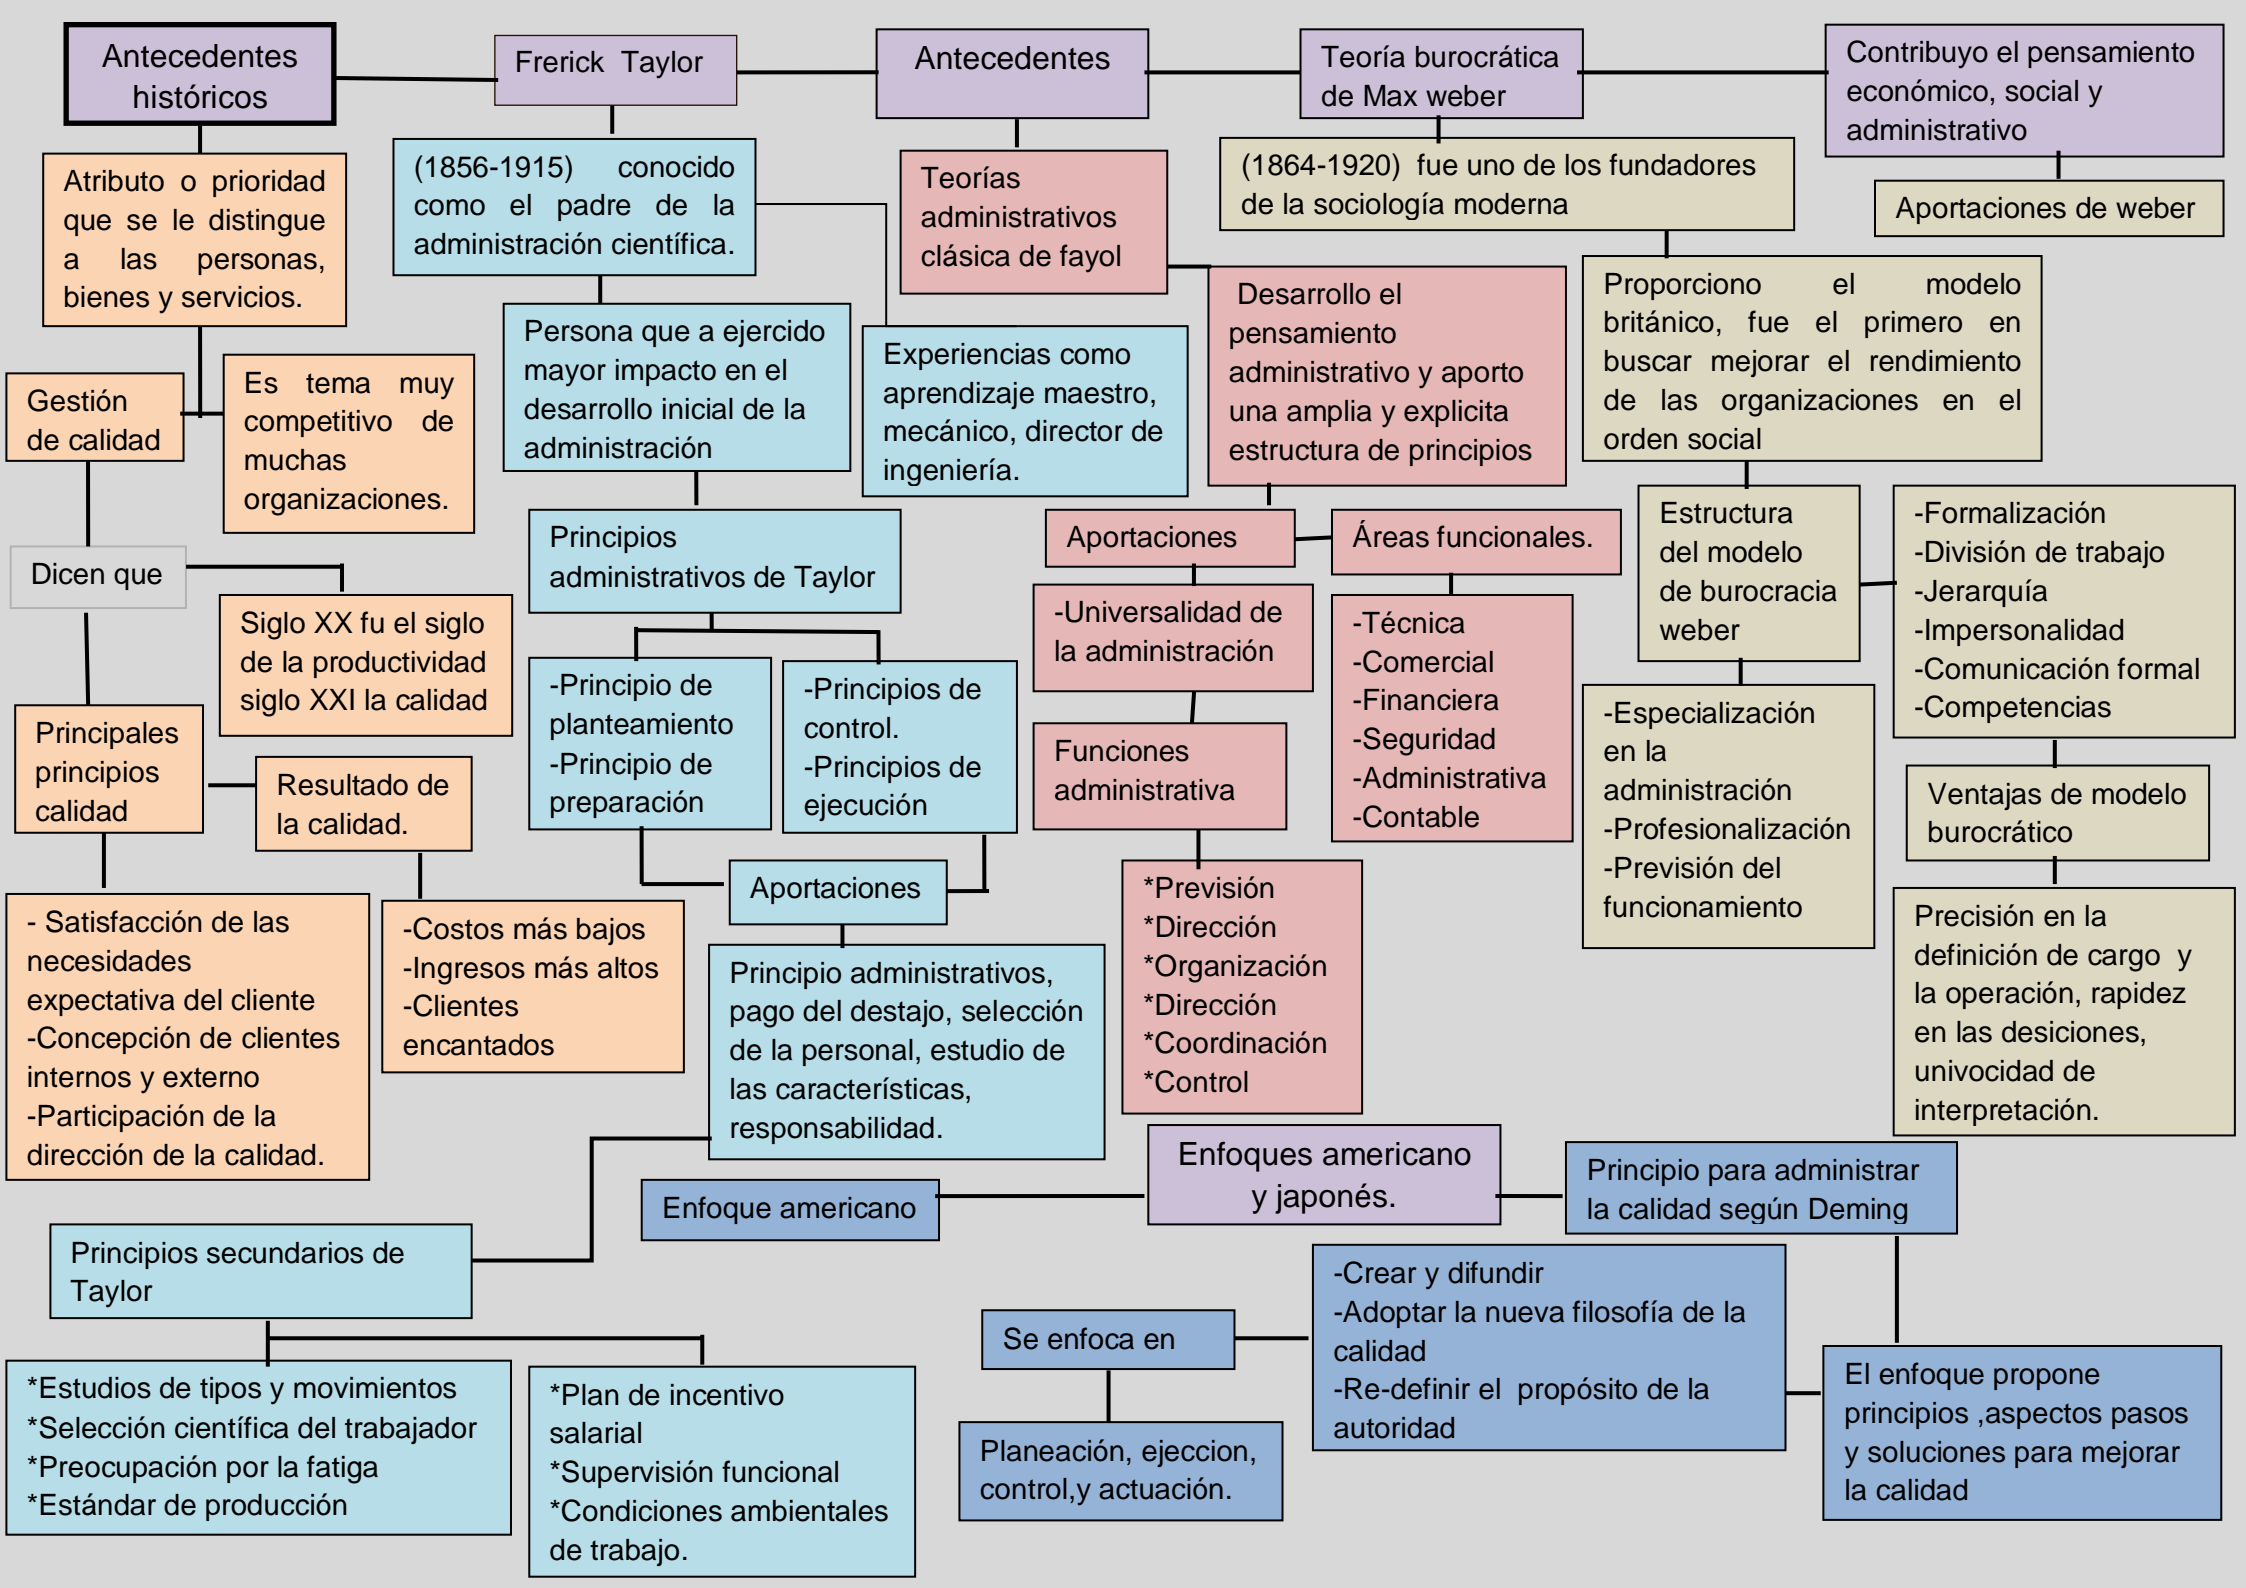 Antecedentes
históricos
Frerick  Taylor
Antecedentes
Teoría burocrática
de Max weber
Contribuyo el pensamiento
económico, social y
administrativo
Atributo o prioridad
que se le distingue
a las personas,
bienes y servicios.
(1856-1915) conocido
como el padre de la
administración científica.
Teorías
administrativos
clásica de fayol
(1864-1920)  fue uno de los fundadores
de la sociología moderna
Aportaciones de weber
Gestión
de calidad
Es tema muy
competitivo de
muchas
organizaciones.
Persona que a ejercido
mayor impacto en el
desarrollo inicial de la
administración
Experiencias como
aprendizaje maestro,
mecánico, director de
ingeniería.
Desarrollo el
pensamiento
administrativo y aporto
una amplia y explicita
estructura de principios
Proporciono el modelo
británico, fue el primero en
buscar mejorar el rendimiento
de las organizaciones en el
orden social
Dicen que
Siglo XX fu el siglo
de la productividad
siglo XXI la calidad
Principios
administrativos de Taylor
Aportaciones
Áreas funcionales.
Estructura
del modelo
de burocracia
weber
-Formalización
-División de trabajo
-Jerarquía
-Impersonalidad
-Comunicación formal
-Competencias
Principales
principios
calidad
Resultado de
la calidad.
-Principio de
planteamiento
-Principio de
preparación
-Principios de
control.
-Principios de
ejecución
-Universalidad de
la administración
-Técnica
-Comercial
-Financiera
-Seguridad
-Administrativa
-Contable
Funciones
administrativa
-Especialización
en la
administración
-Profesionalización
-Previsión del
funcionamiento
Ventajas de modelo
burocrático
- Satisfacción de las
necesidades
expectativa del cliente
-Concepción de clientes
internos y externo
-Participación de la
dirección de la calidad.
-Costos más bajos
-Ingresos más altos
-Clientes
encantados
Aportaciones
Principio administrativos,
pago del destajo, selección
de la personal, estudio de
las características,
responsabilidad.
*Previsión
*Dirección
*Organización
*Dirección
*Coordinación
*Control
Precisión en la
definición de cargo  y
la operación, rapidez
en las desiciones,
univocidad de
interpretación.
Enfoque americano
Enfoques americano
y japonés.
Principio para administrar
la calidad según Deming
Principios secundarios de
Taylor
*Estudios de tipos y movimientos
*Selección científica del trabajador
*Preocupación por la fatiga
*Estándar de producción
*Plan de incentivo
salarial
*Supervisión funcional
*Condiciones ambientales
de trabajo.
Se enfoca en
-Crear y difundir
-Adoptar la nueva filosofía de la
calidad
-Re-definir el  propósito de la
autoridad
Planeación, ejeccion,
control,y actuación.
El enfoque propone
principios ,aspectos pasos
y soluciones para mejorar
la calidad